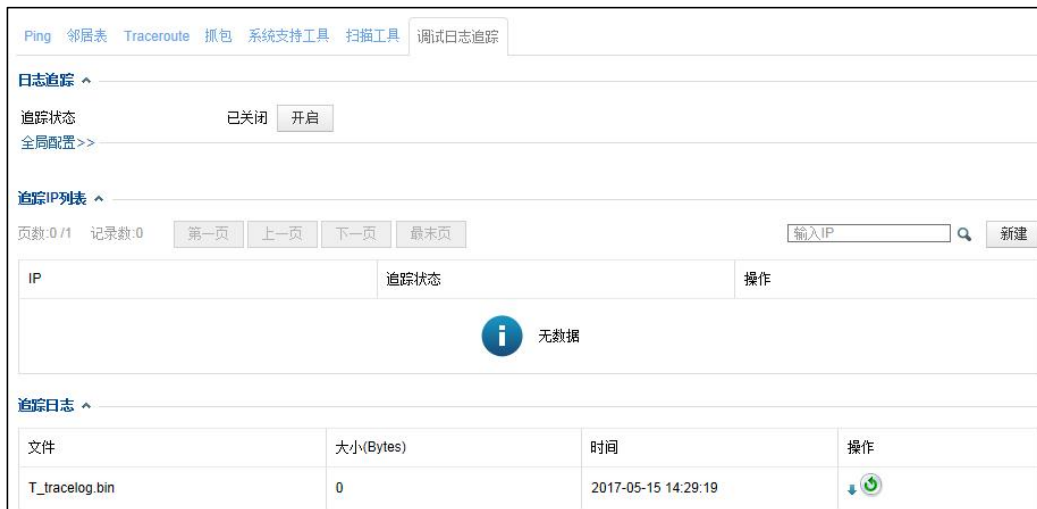 Ping 邻居表 Traceroute 抓包 系统支持工具 扫描工具 调试日志追踪
日志追踪
追踪状态 已关闭 开启
全局配置>>
追踪IP列表
页数:0 /1 记录数:0 第一页 上一页 下一页 最末页 输入IP 新建
IP 追踪状态 操作
无数据
追踪日志
文件 大小(Bytes) 时间 操作
T_tracelog.bin 0 2017-05-15 14:29:19